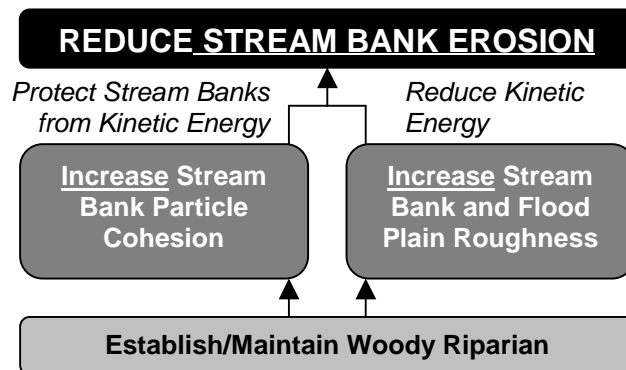 REDUCE STREAM BANK EROSION
Protect Stream Banks
from Kinetic Energy
Reduce Kinetic
Energy
Increase Stream
Bank Particle
Cohesion
Increase Stream
Bank and Flood
Plain Roughness
Establish/Maintain Woody Riparian